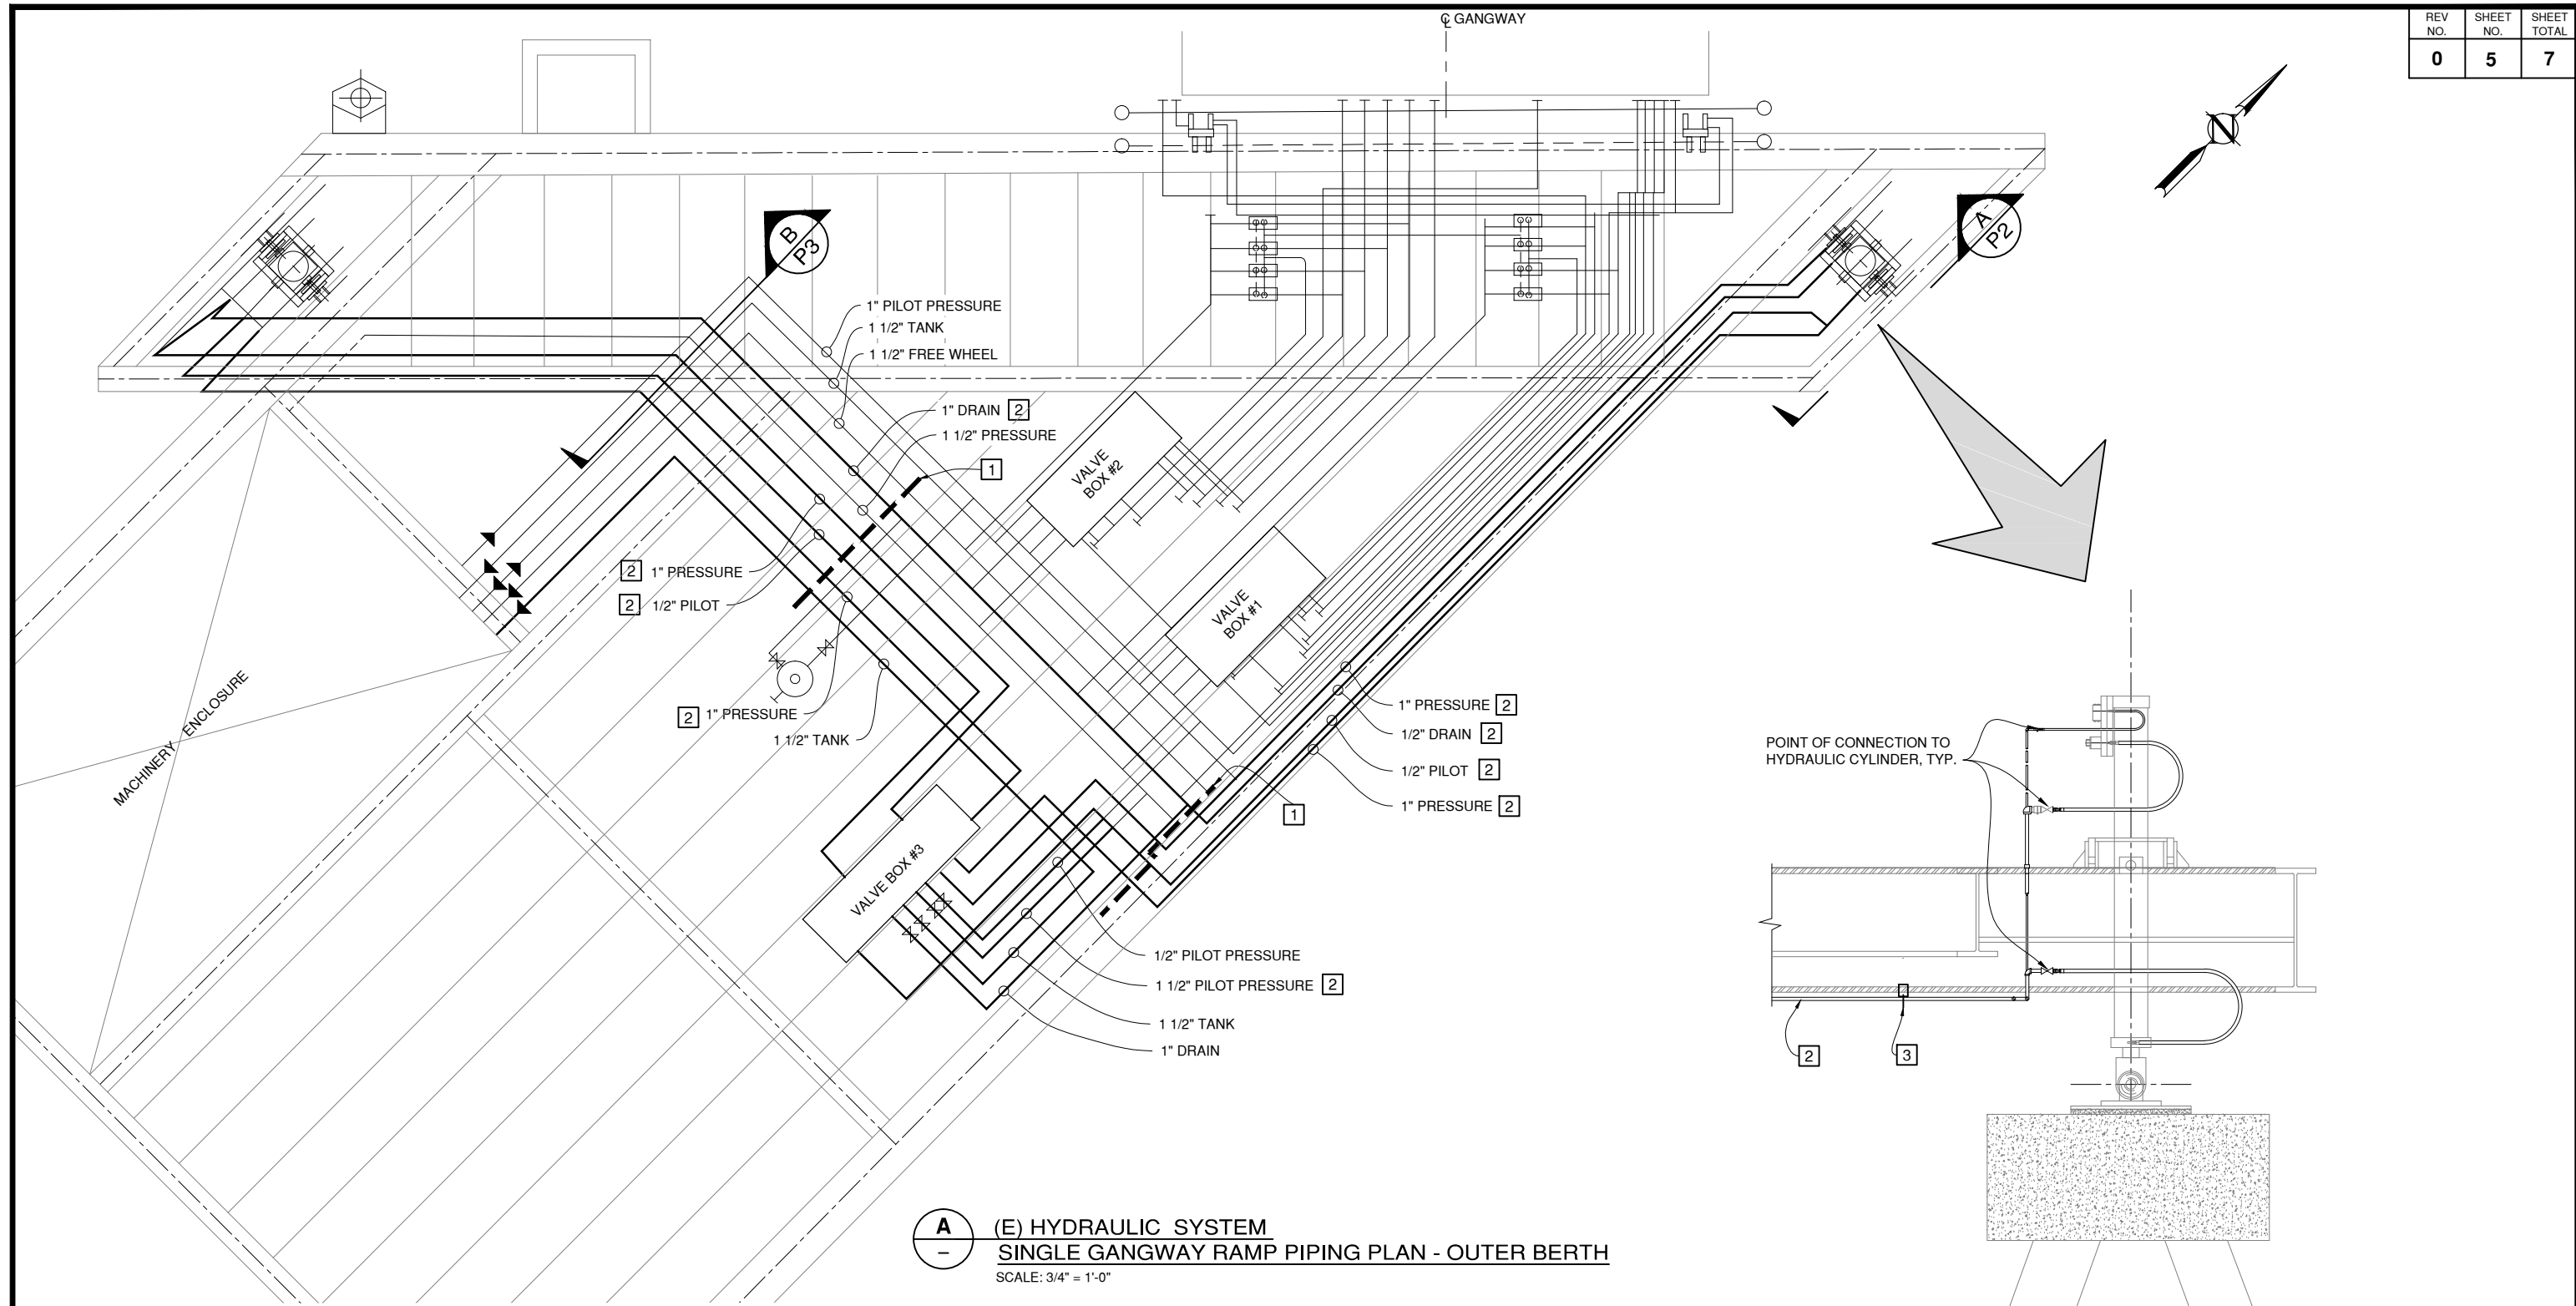 ℄ GANGWAY
REV NO.
SHEET NO.
SHEET TOTAL
0
5
7
N
B
P3
A
P2
1" PILOT PRESSURE
1 1/2" TANK
1 1/2" FREE WHEEL
1" DRAIN 2
1 1/2" PRESSURE
1
VALVE
BOX #2
2 1" PRESSURE
2 1/2" PILOT
VALVE
BOX #1
MACHINERY ENCLOSURE
2 1" PRESSURE
1 1/2" TANK
1" PRESSURE 2
1/2" DRAIN 2
1/2" PILOT 2
1" PRESSURE 2
1
POINT OF CONNECTION TO
HYDRAULIC CYLINDER, TYP.
VALVE BOX #3
1/2" PILOT PRESSURE
1 1/2" PILOT PRESSURE 2
1 1/2" TANK
1" DRAIN
2
3
A
–
(E) HYDRAULIC SYSTEM
SINGLE GANGWAY RAMP PIPING PLAN - OUTER BERTH
SCALE: 3/4" = 1'-0"